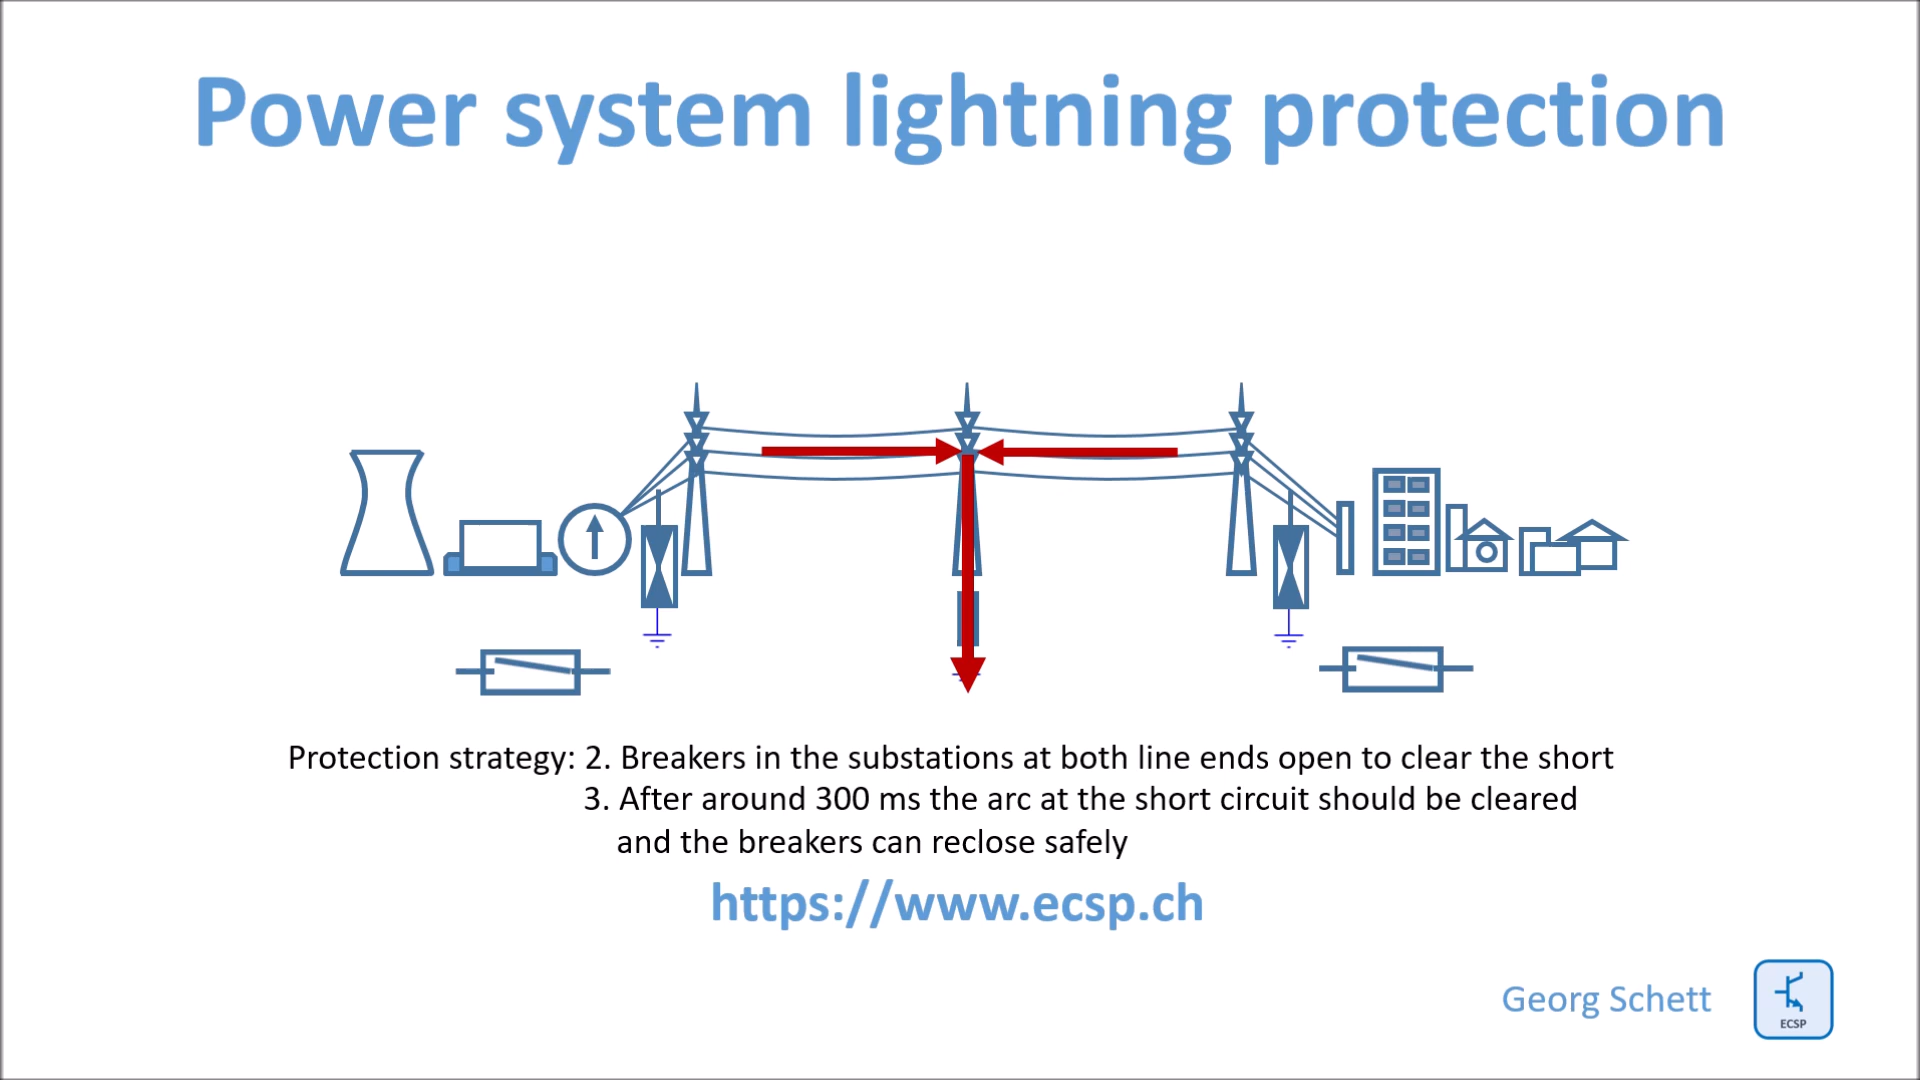 Power system lightning protection
Protection strategy: 2. Breakers in the substations at both line ends open to clear the short
3. After around 300 ms the arc at the short circuit should be cleared
and the breakers can reclose safely
https://www.ecsp.ch
Georg Schett
ECSP